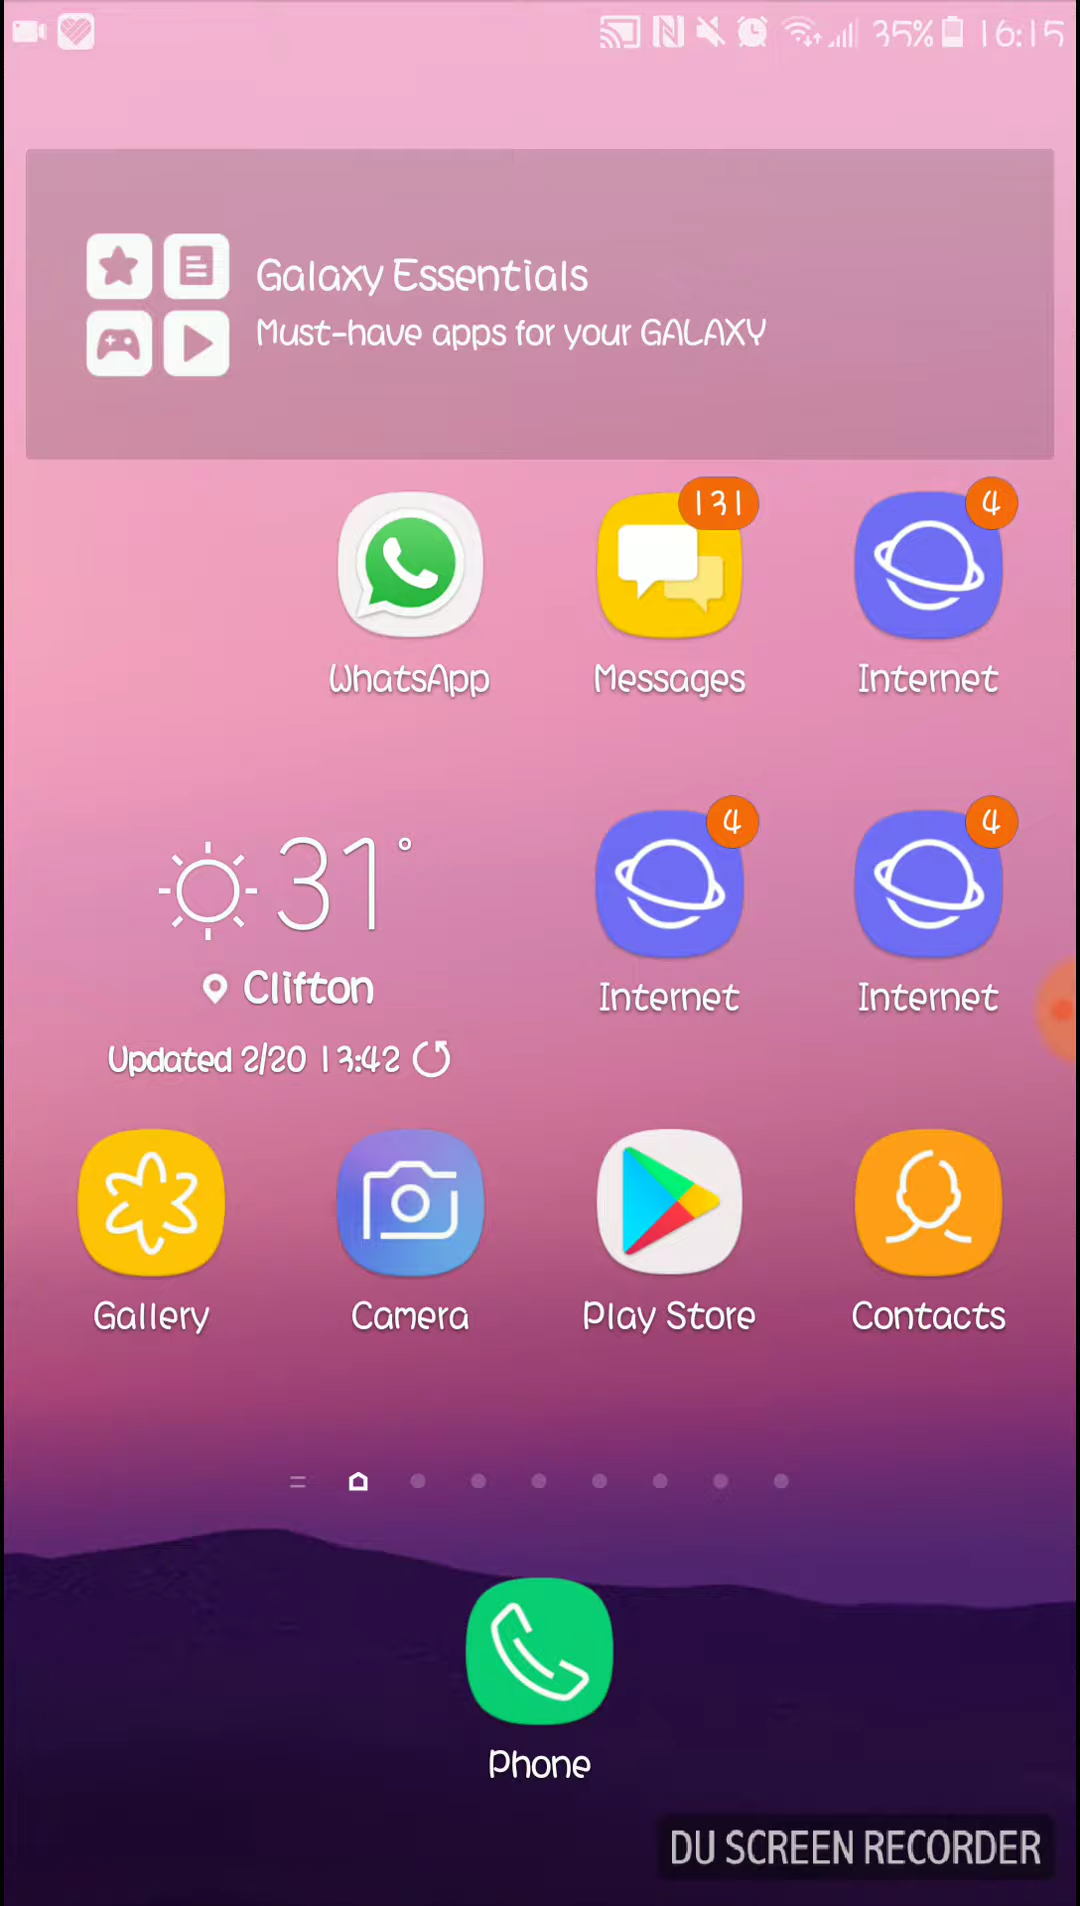 35% 16:15
Galaxy Essentials
Must-have apps for your GALAXY
131
4
WhatsApp
Messages
Internet
4
4
31°
Clifton
Updated 2/20 13:42
Internet
Internet
Gallery
Camera
Play Store
Contacts
Phone
DU SCREEN RECORDER